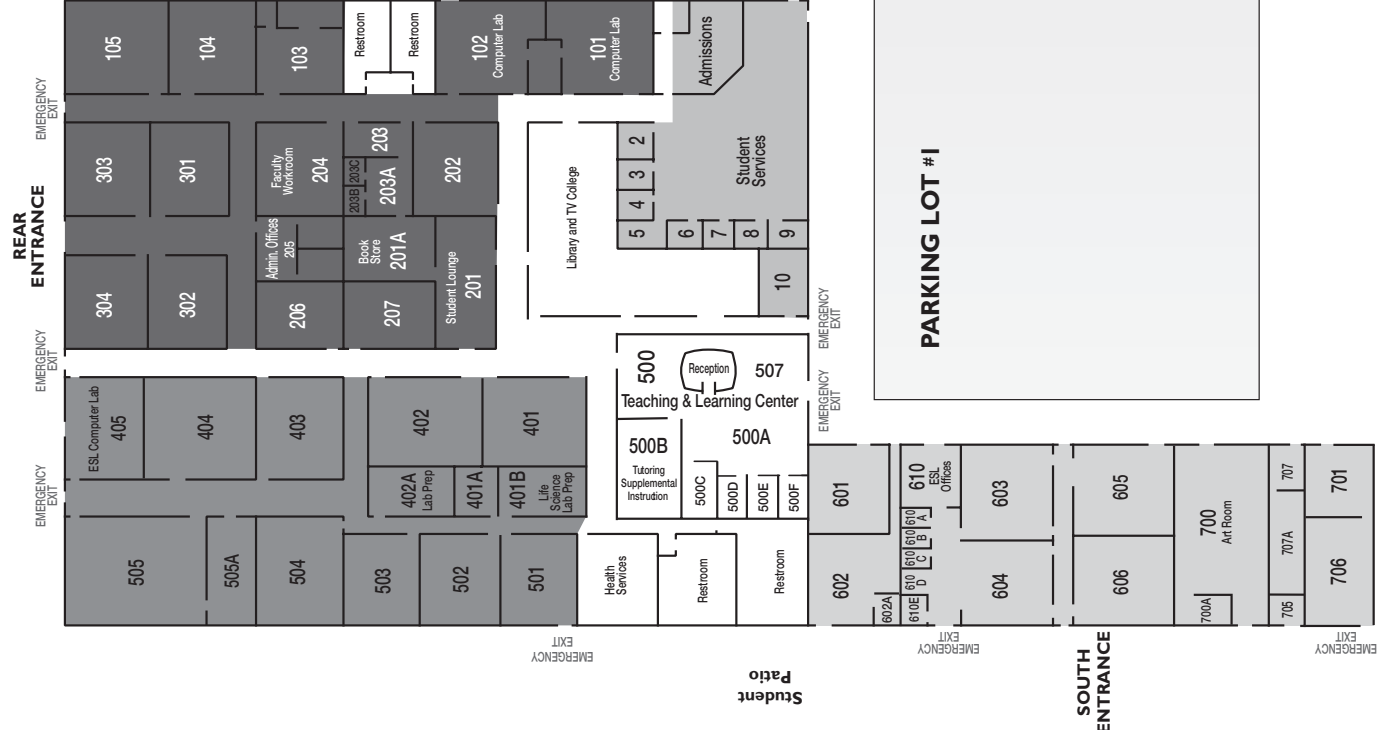 105
104
103
Restroom
Restroom
102
Computer Lab
101
Computer Lab
Admissions
EMERGENCY
EXIT
REAR
ENTRANCE
303
301
Faculty
Workroom
204
203
203C
203B
203A
202
Library and TV College
2
3
4
5
6
7
8
9
10
Student
Services
PARKING LOT #1
304
302
Admin. Offices
205
206
Book
Store
201A
207
Student Lounge
201
EMERGENCY
EXIT
EMERGENCY
EXIT
500
Reception
507
Teaching & Learning Center
EMERGENCY
EXIT
ESL Computer Lab
405
404
403
402
401
402A
Lab Prep
401A
401B
Life
Science
Lab Prep
500B
Tutoring
Supplemental
Instruction
500A
500C
500D
500E
500F
EMERGENCY
EXIT
505
505A
504
503
502
501
Health
Services
Restroom
Restroom
601
602
602A
610
ESL
Offices
610
A
610
B
610
C
610
D
610E
603
604
605
606
700
Art Room
700A
707
707A
705
701
706
EMERGENCY
EXIT
Student
Patio
EMERGENCY
EXIT
SOUTH
ENTRANCE
EMERGENCY
EXIT